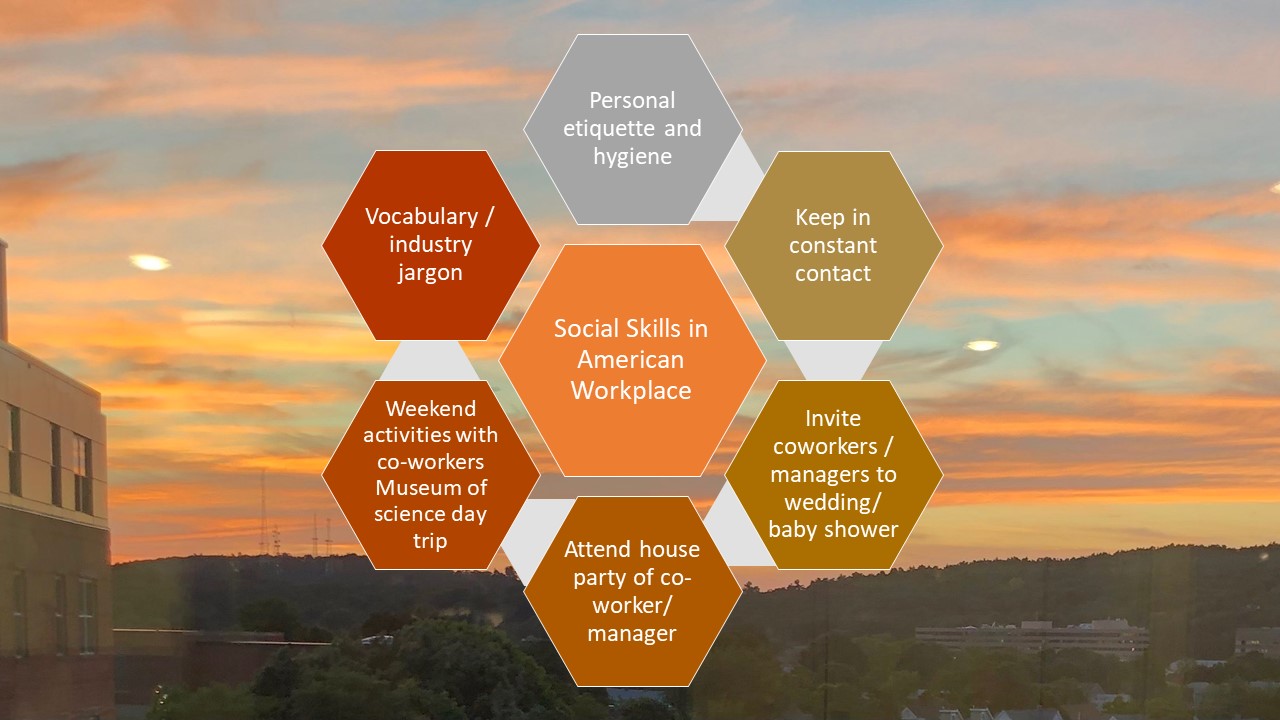 Personal
etiquette and
hygiene
Vocabulary /
industry
jargon
Keep in
constant
contact
Social Skills in
American
Workplace
Weekend
activities with
co-workers
Museum of
science day
trip
Invite
coworkers /
managers to
wedding/
baby shower
Attend house
party of co-
worker/
manager